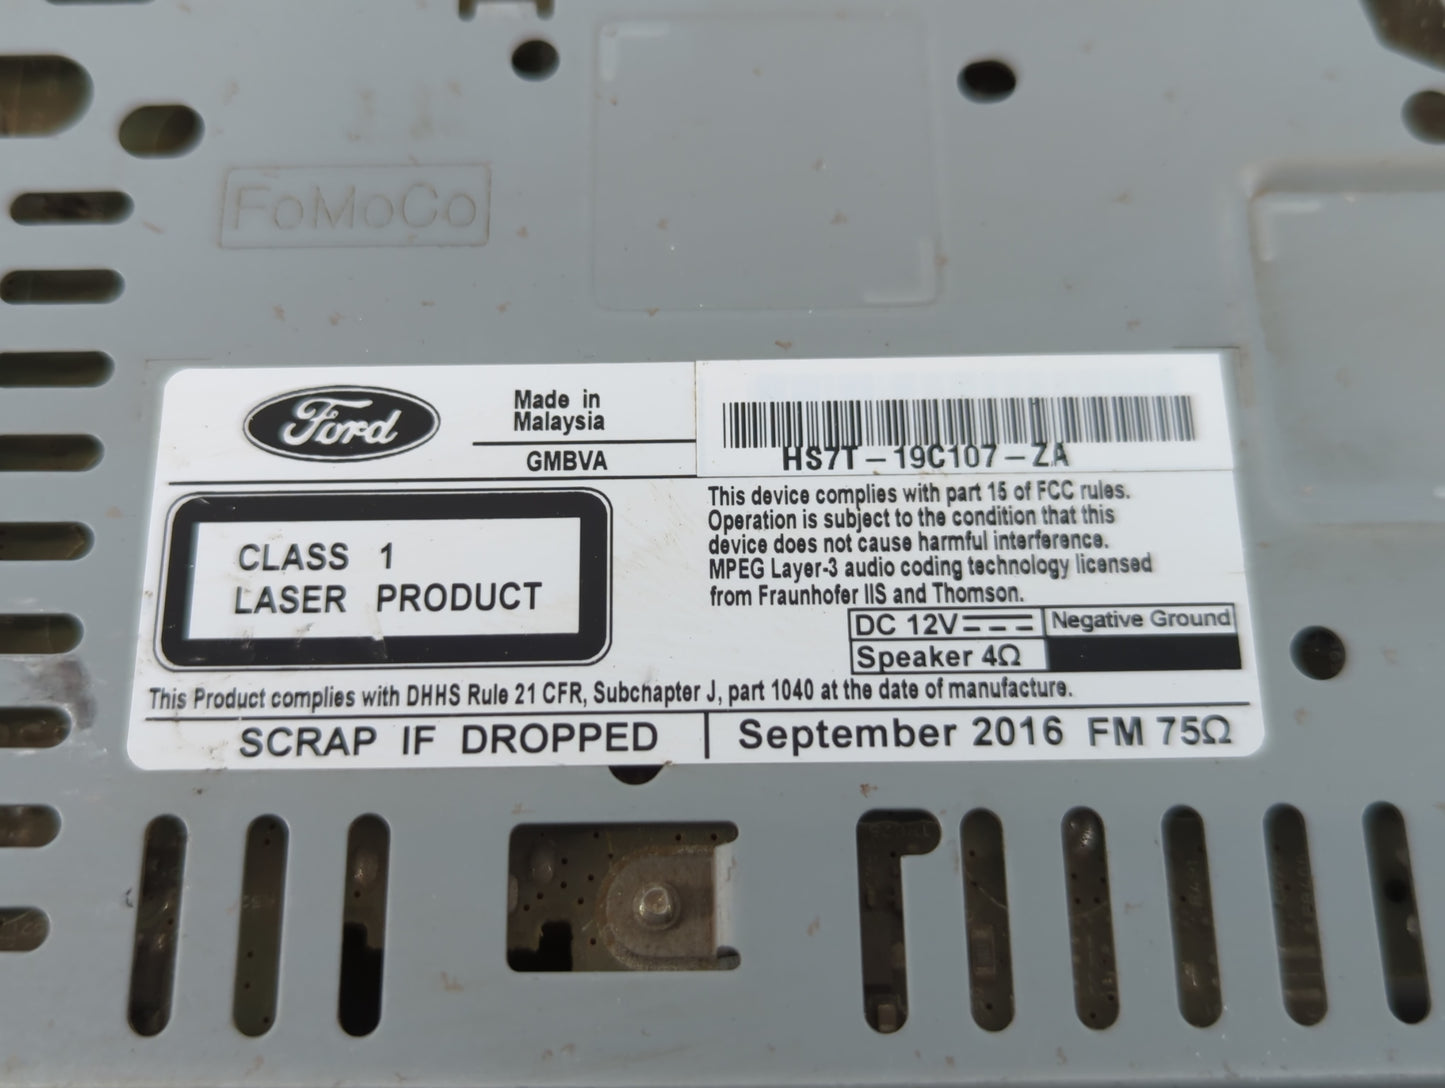 FoMoCo
Ford
Made in
Malaysia
GMBVA
HS7T-19C107-ZA
CLASS 1
LASER PRODUCT
This device complies with part 15 of FCC rules.
Operation is subject to the condition that this
device does not cause harmful interference.
MPEG Layer-3 audio coding technology licensed
from Fraunhofer IIS and Thomson.
DC 12V Negative Ground
Speaker 4Ω
This Product complies with DHHS Rule 21 CFR, Subchapter J, part 1040 at the date of manufacture.
SCRAP IF DROPPED September 2016 FM 75Ω